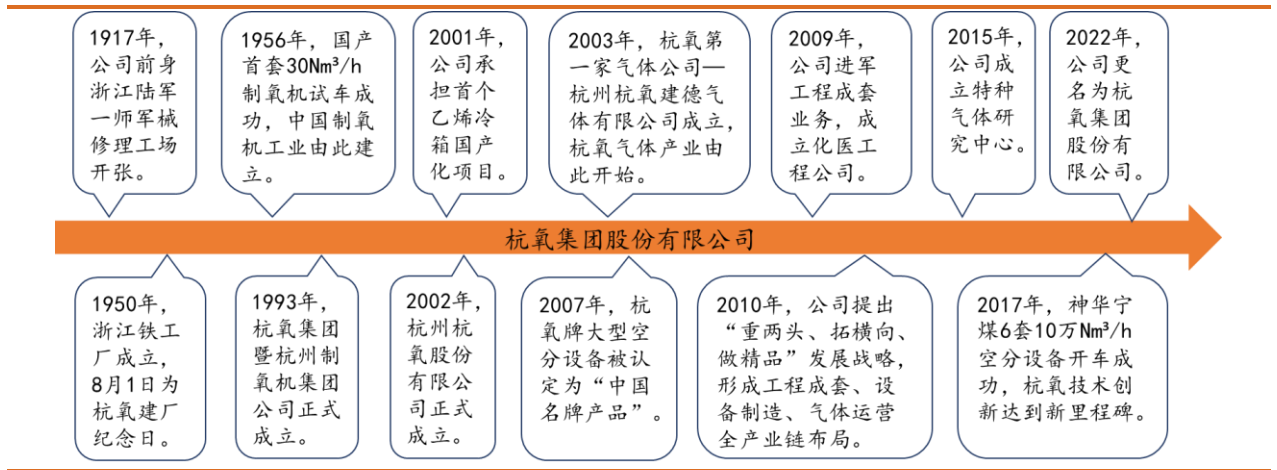 1917年，
公司前身
浙江陆军
一师军械
修理工场
开张。
1956年，国产
首套30Nm³/h
制氧机试车成
功，中国制氧
机工业由此建
立。
2001年，
公司承
担首个
乙烯冷
箱国产
化项目。
2003年，杭氧第
一家气体公司—
杭州杭氧建德气
体有限公司成立，
杭氧气体产业由
此开始。
2009年，
公司进军
工程成套
业务，成
立化医工
程公司。
2015年，
公司成
立特种
气体研
究中心。
2022年，
公司更
名为杭
氧集团
股份有
限公司。
杭氧集团股份有限公司
1950年，
浙江铁工
厂成立，
8月1日为
杭氧建厂
纪念日。
1993年，
杭氧集团
暨杭州制
氧机集团
公司正式
成立。
2002年，
杭州杭
氧股份
有限公
司正式
成立。
2007年，杭
氧牌大型空
分设备被认
定为“中国
名牌产品”。
2010年，公司提出
“重两头、拓横向、
做精品”发展战略，
形成工程成套、设
备制造、气体运营
全产业链布局。
2017年，神华宁
煤6套10万Nm³/h
空分设备开车成
功，杭氧技术创
新达到新里程碑。